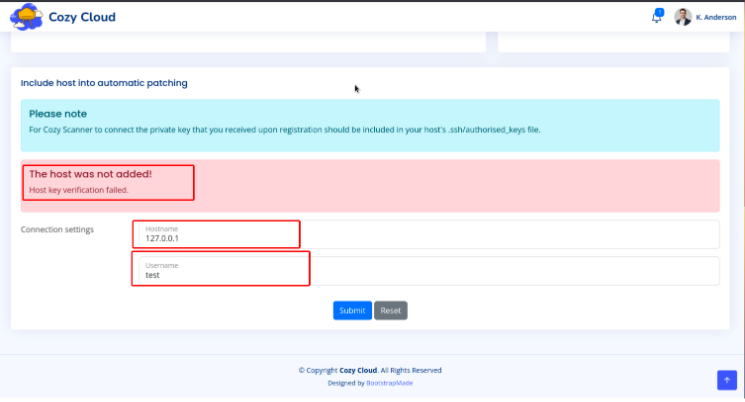 Cozy Cloud
1
K. Anderson
Include host into automatic patching
Please note
For Cozy Scanner to connect the private key that you received upon registration should be included in your host's .ssh/authorised_keys file.
The host was not added!
Host key verification failed.
Connection settings
Hostname
127.0.0.1
Username
test
Submit
Reset
© Copyright Cozy Cloud. All Rights Reserved
Designed by BootstrapMade